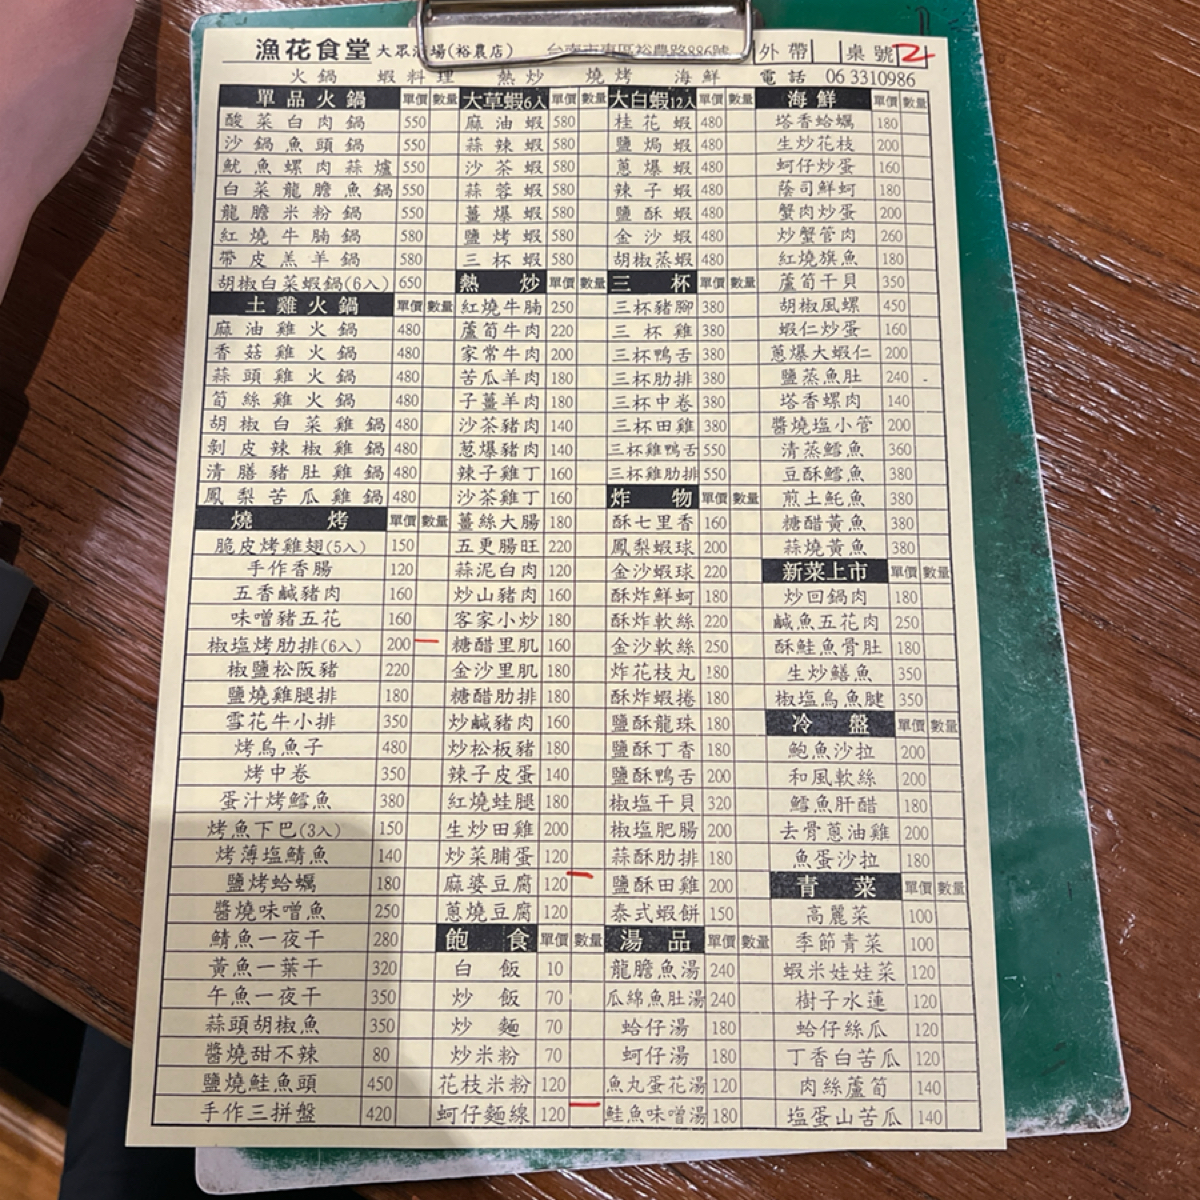 漁花食堂 大眾 場(裕農店) 台南市東區裕農路886號 外帶 桌號 2
火鍋 蝦料理 熱炒 燒烤 海鮮 電話 06 3310986
單品火鍋 單價 數量
酸菜白肉鍋 550
沙鍋魚頭鍋 550
魷魚螺肉蒜爐 550
白菜龍膽魚鍋 550
龍膽米粉鍋 550
紅燒牛腩鍋 580
帶皮羔羊鍋 580
胡椒白菜蝦鍋(6入) 650
土雞火鍋 單價 數量
麻油雞火鍋 480
香菇雞火鍋 480
蒜頭雞火鍋 480
筍絲雞火鍋 480
胡椒白菜雞鍋 480
剝皮辣椒雞鍋 480
清膳豬肚雞鍋 480
鳳梨苦瓜雞鍋 480
燒烤 單價 數量
脆皮烤雞翅(5入) 150
手作香腸 120
五香鹹豬肉 160
味噌豬五花 160
椒塩烤肋排(6入) 200
椒鹽松阪豬 220
鹽燒雞腿排 180
雪花牛小排 350
烤烏魚子 480
烤中卷 350
蛋汁烤鱈魚 380
烤魚下巴(3入) 150
烤薄塩鯖魚 140
鹽烤蛤蠣 180
醬燒味噌魚 250
鯖魚一夜干 280
黃魚一葉干 320
午魚一夜干 350
蒜頭胡椒魚 350
醬燒甜不辣 80
鹽燒鮭魚頭 450
手作三拼盤 420
大草蝦6入 單價 數量
麻油蝦 580
蒜辣蝦 580
沙茶蝦 580
蒜蓉蝦 580
薑爆蝦 580
鹽烤蝦 580
三杯蝦 580
熱炒 單價 數量
紅燒牛腩 250
蘆筍牛肉 220
家常牛肉 200
苦瓜羊肉 180
子薑羊肉 180
沙茶豬肉 140
蔥爆豬肉 140
辣子雞丁 160
沙茶雞丁 160
薑絲大腸 180
五更腸旺 220
蒜泥白肉 120
炒山豬肉 160
客家小炒 180
糖醋里肌 160
金沙里肌 180
糖醋肋排 180
炒鹹豬肉 160
炒松板豬 180
辣子皮蛋 140
紅燒蛙腿 180
生炒田雞 200
炒菜脯蛋 120
麻婆豆腐 120
蔥燒豆腐 120
飽食 單價 數量
白飯 10
炒飯 70
炒麵 70
炒米粉 70
花枝米粉 120
蚵仔麵線 120
大白蝦12入 單價 數量
桂花蝦 480
鹽焗蝦 480
蔥爆蝦 480
辣子蝦 480
鹽酥蝦 480
金沙蝦 480
胡椒蒸蝦 480
三杯 單價 數量
三杯豬腳 380
三杯雞 380
三杯鴨舌 380
三杯肋排 380
三杯中卷 380
三杯田雞 380
三杯雞鴨舌 550
三杯雞肋排 550
炸物 單價 數量
酥七里香 160
鳳梨蝦球 200
金沙蝦球 220
酥炸鮮蚵 180
酥炸軟絲 220
金沙軟絲 250
炸花枝丸 180
酥炸蝦捲 180
鹽酥龍珠 180
鹽酥丁香 180
鹽酥鴨舌 200
椒塩干貝 320
椒塩肥腸 200
蒜酥肋排 180
鹽酥田雞 200
泰式蝦餅 150
湯品 單價 數量
龍膽魚湯 240
瓜綿魚肚湯 240
蛤仔湯 180
蚵仔湯 180
魚丸蛋花湯 120
鮭魚味噌湯 180
海鮮 單價 數量
塔香蛤蠣 180
生炒花枝 200
蚵仔炒蛋 160
蔭司鮮蚵 180
蟹肉炒蛋 200
炒蟹管肉 260
紅燒旗魚 180
蘆筍干貝 350
胡椒風螺 450
蝦仁炒蛋 160
蔥爆大蝦仁 200
鹽蒸魚肚 240
塔香螺肉 140
醬燒塩小管 200
清蒸鱈魚 360
豆酥鱈魚 380
煎土魠魚 380
糖醋黃魚 380
蒜燒黃魚 380
新菜上市 單價 數量
炒回鍋肉 180
鹹魚五花肉 250
酥鮭魚骨肚 180
生炒鱔魚 350
椒塩烏魚腱 350
冷盤 單價 數量
鮑魚沙拉 200
和風軟絲 200
鱈魚肝醋 180
去骨蔥油雞 200
魚蛋沙拉 180
青菜 單價 數量
高麗菜 100
季節青菜 100
蝦米娃娃菜 120
樹子水蓮 120
蛤仔絲瓜 120
丁香白苦瓜 120
肉絲蘆筍 140
塩蛋山苦瓜 140